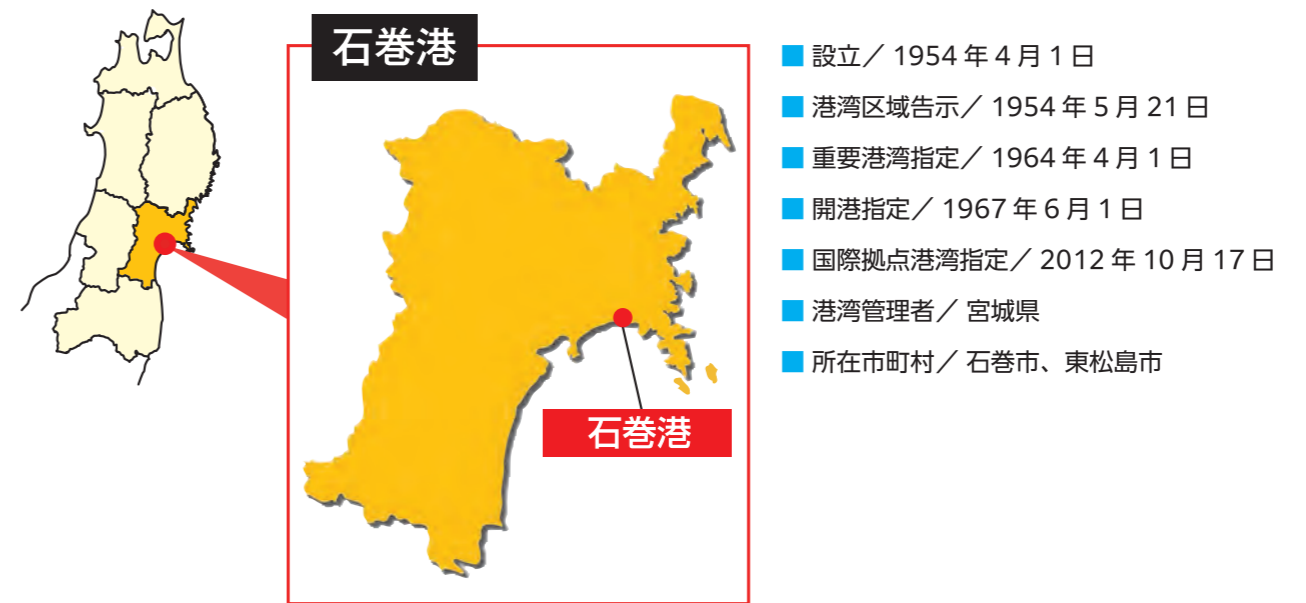 石巻港
石巻港
■ 設立／ 1954 年 4 月 1 日
■ 港湾区域告示／ 1954 年 5 月 21 日
■ 重要港湾指定／ 1964 年 4 月 1 日
■ 開港指定／ 1967 年 6 月 1 日
■ 国際拠点港湾指定／ 2012 年 10 月 17 日
■ 港湾管理者／ 宮城県
■ 所在市町村／ 石巻市、東松島市